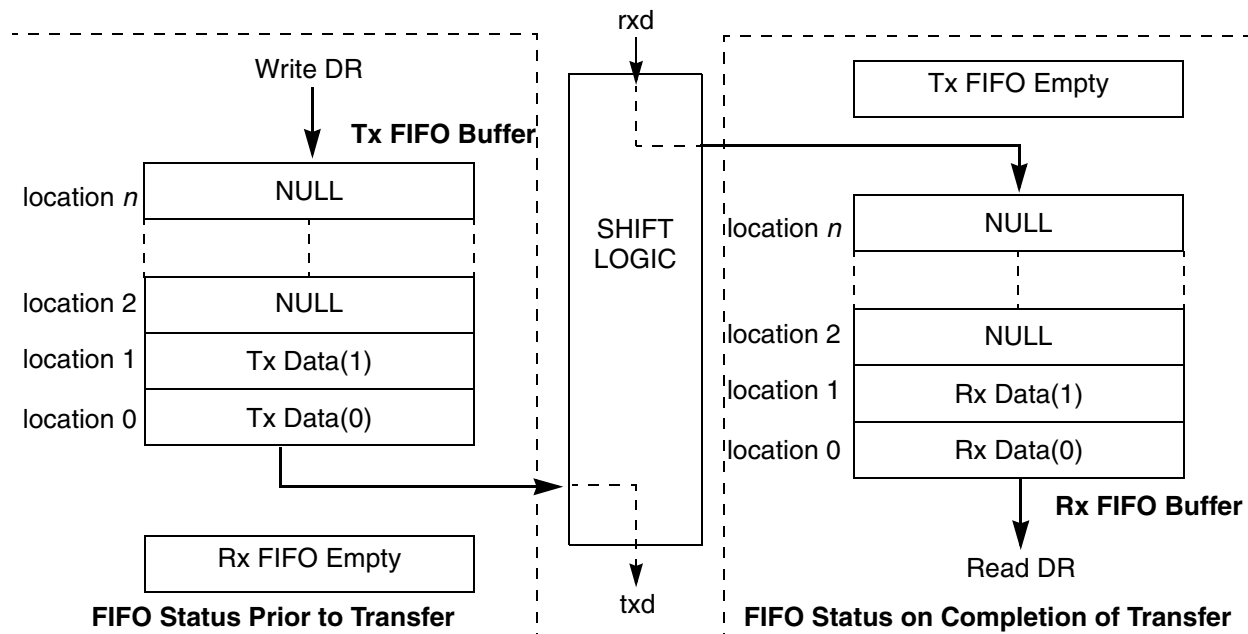 rxd
Write DR
Tx FIFO Buffer
location n
NULL
location 2
NULL
location 1
Tx Data(1)
location 0
Tx Data(0)
Rx FIFO Empty
FIFO Status Prior to Transfer
SHIFT
LOGIC
txd
Tx FIFO Empty
location n
NULL
location 2
NULL
location 1
Rx Data(1)
location 0
Rx Data(0)
Rx FIFO Buffer
Read DR
FIFO Status on Completion of Transfer